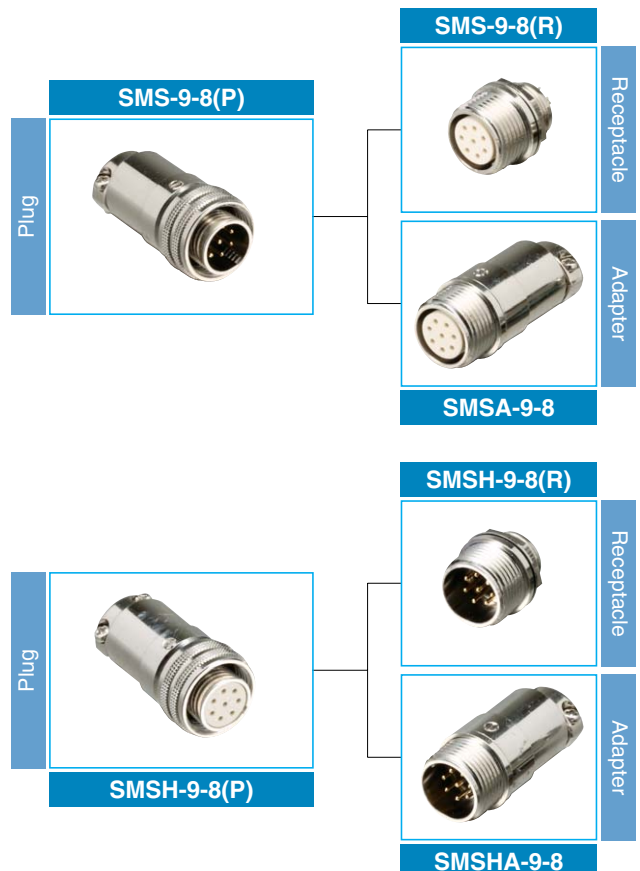 SMS-9-8(R)
SMS-9-8(P)
Plug
Receptacle
Adapter
SMSA-9-8
SMSH-9-8(R)
Plug
Receptacle
SMSH-9-8(P)
Adapter
SMSHA-9-8